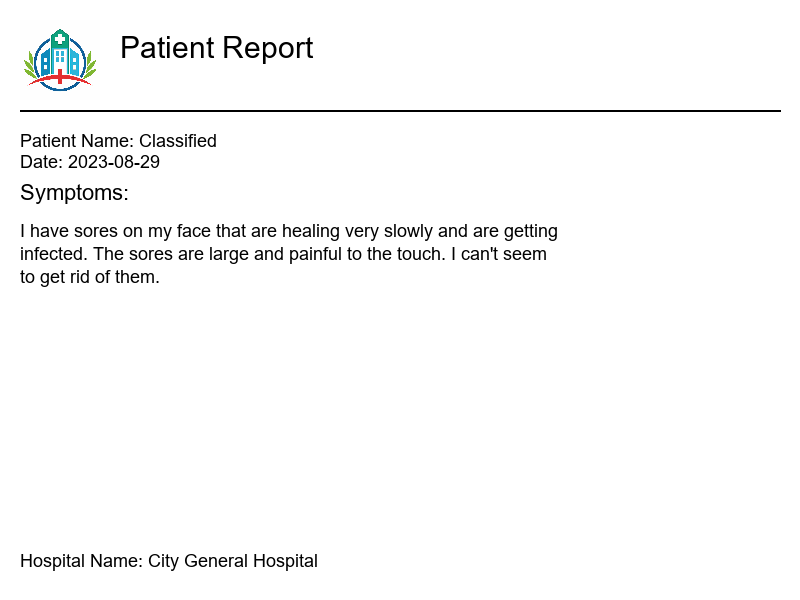 Patient Report
Patient Name: Classified
Date: 2023-08-29
Symptoms:
I have sores on my face that are healing very slowly and are getting
infected. The sores are large and painful to the touch. I can't seem
to get rid of them.
Hospital Name: City General Hospital